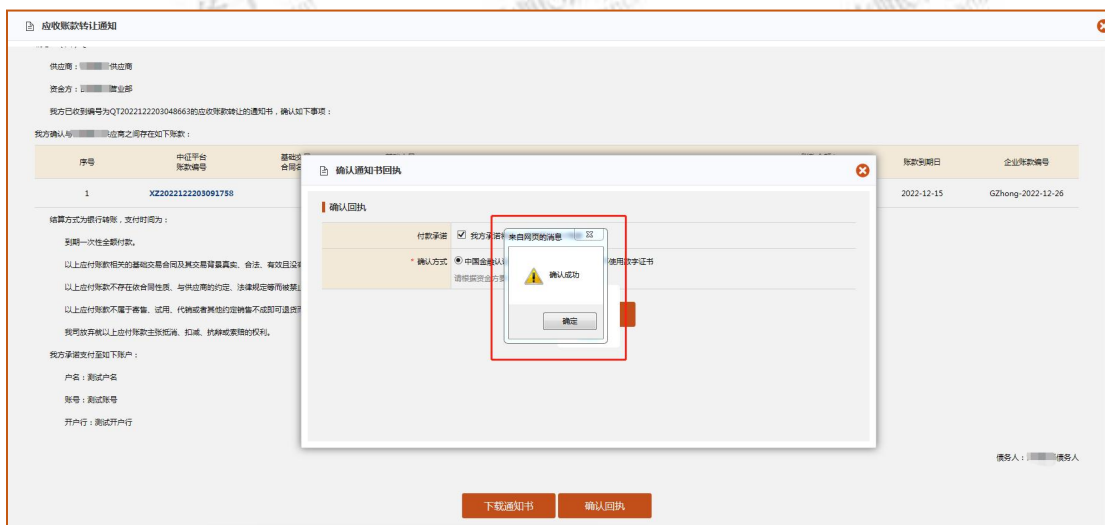 应收账款转让通知
供应商： 供应商
资金方： 营业部
我方已收到编号为QT2022122203048663的应收账款转让的通知书，确认如下事项：
我方确认与 应商之间存在如下账款：
序号
中征平台
账款编号
基础交
合同名
账款到期日
企业账款编号
1
XZ2022122203091758
2022-12-15
GZhong-2022-12-26
结算方式为银行转账，支付时间为：
到期一次性全额付款。
以上应付账款相关的基础交易合同及其交易背景真实、合法、有效且没有
以上应付账款不存在依合同性质、与供应商的约定、法律规定等而被禁止
以上应付账款不属于寄售、试用、代销或者其他约定销售不成即可退货而
我司放弃就以上应付账款主张抵消、扣减、抗辩或索赔的权利。
我方承诺支付至如下账户：
户名：测试户名
账号：测试账号
开户行：测试开户行
债务人： 债务人
下载通知书
确认回执
确认通知书回执
确认回执
付款承诺
我方承诺
* 确认方式
中国金融认
使用数字证书
请根据资金方要
来自网页的消息
确认成功
确定